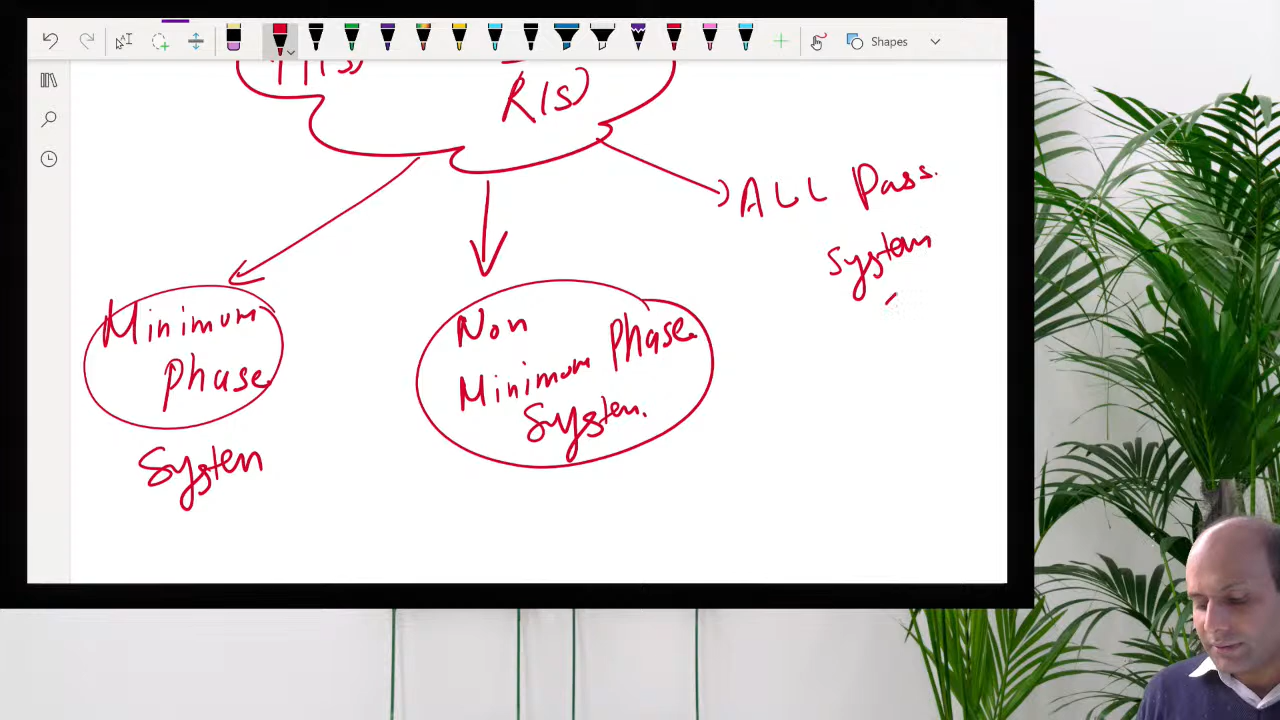 Shapes
R(s)
ALL Pass.
System
Minimum
Phase
System
Non
Minimum Phase
System.